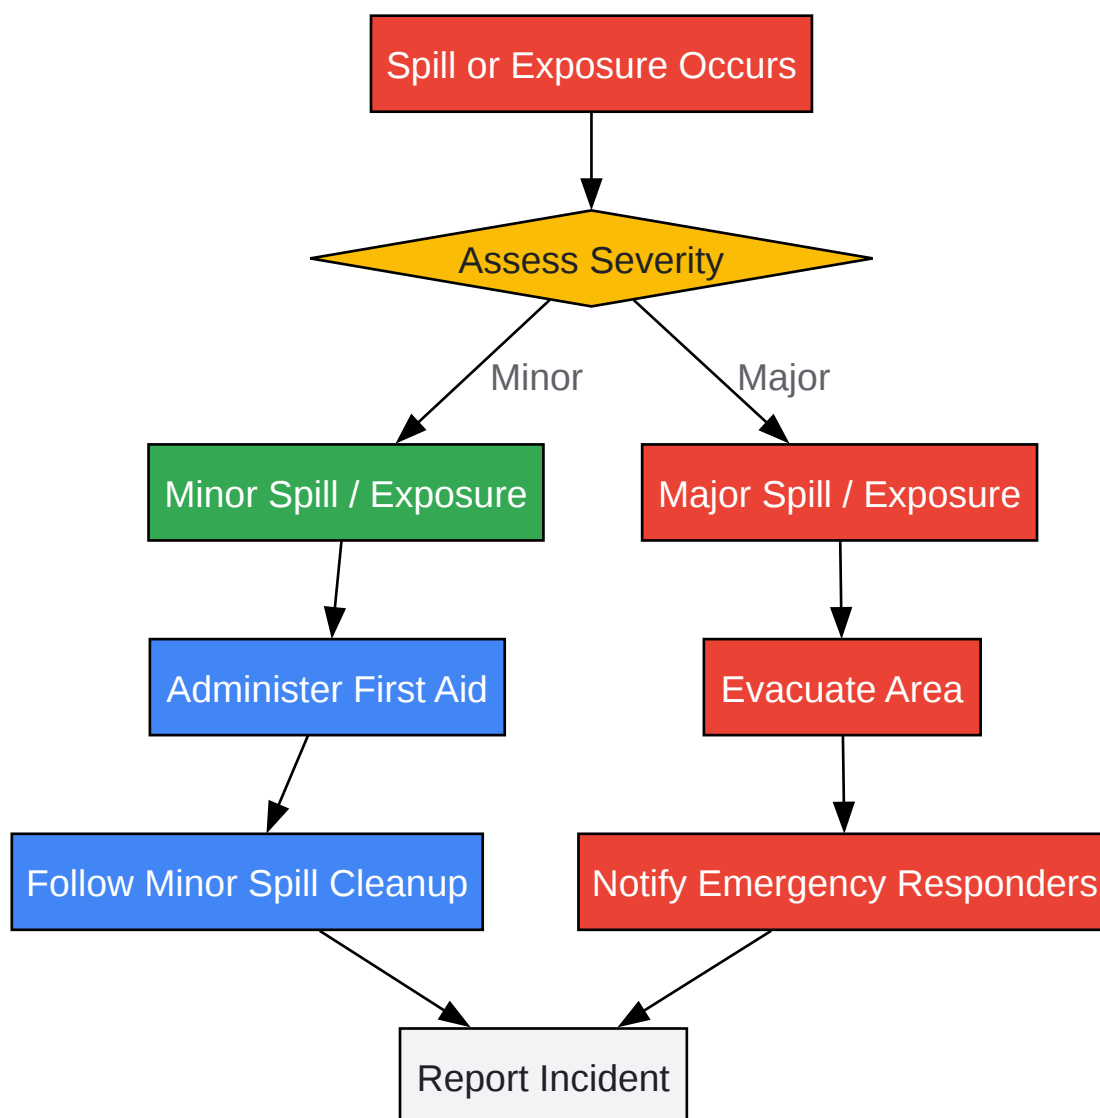 Spill or Exposure Occurs
Assess Severity
Minor
Major
Minor Spill / Exposure
Major Spill / Exposure
Administer First Aid
Evacuate Area
Follow Minor Spill Cleanup
Notify Emergency Responders
Report Incident